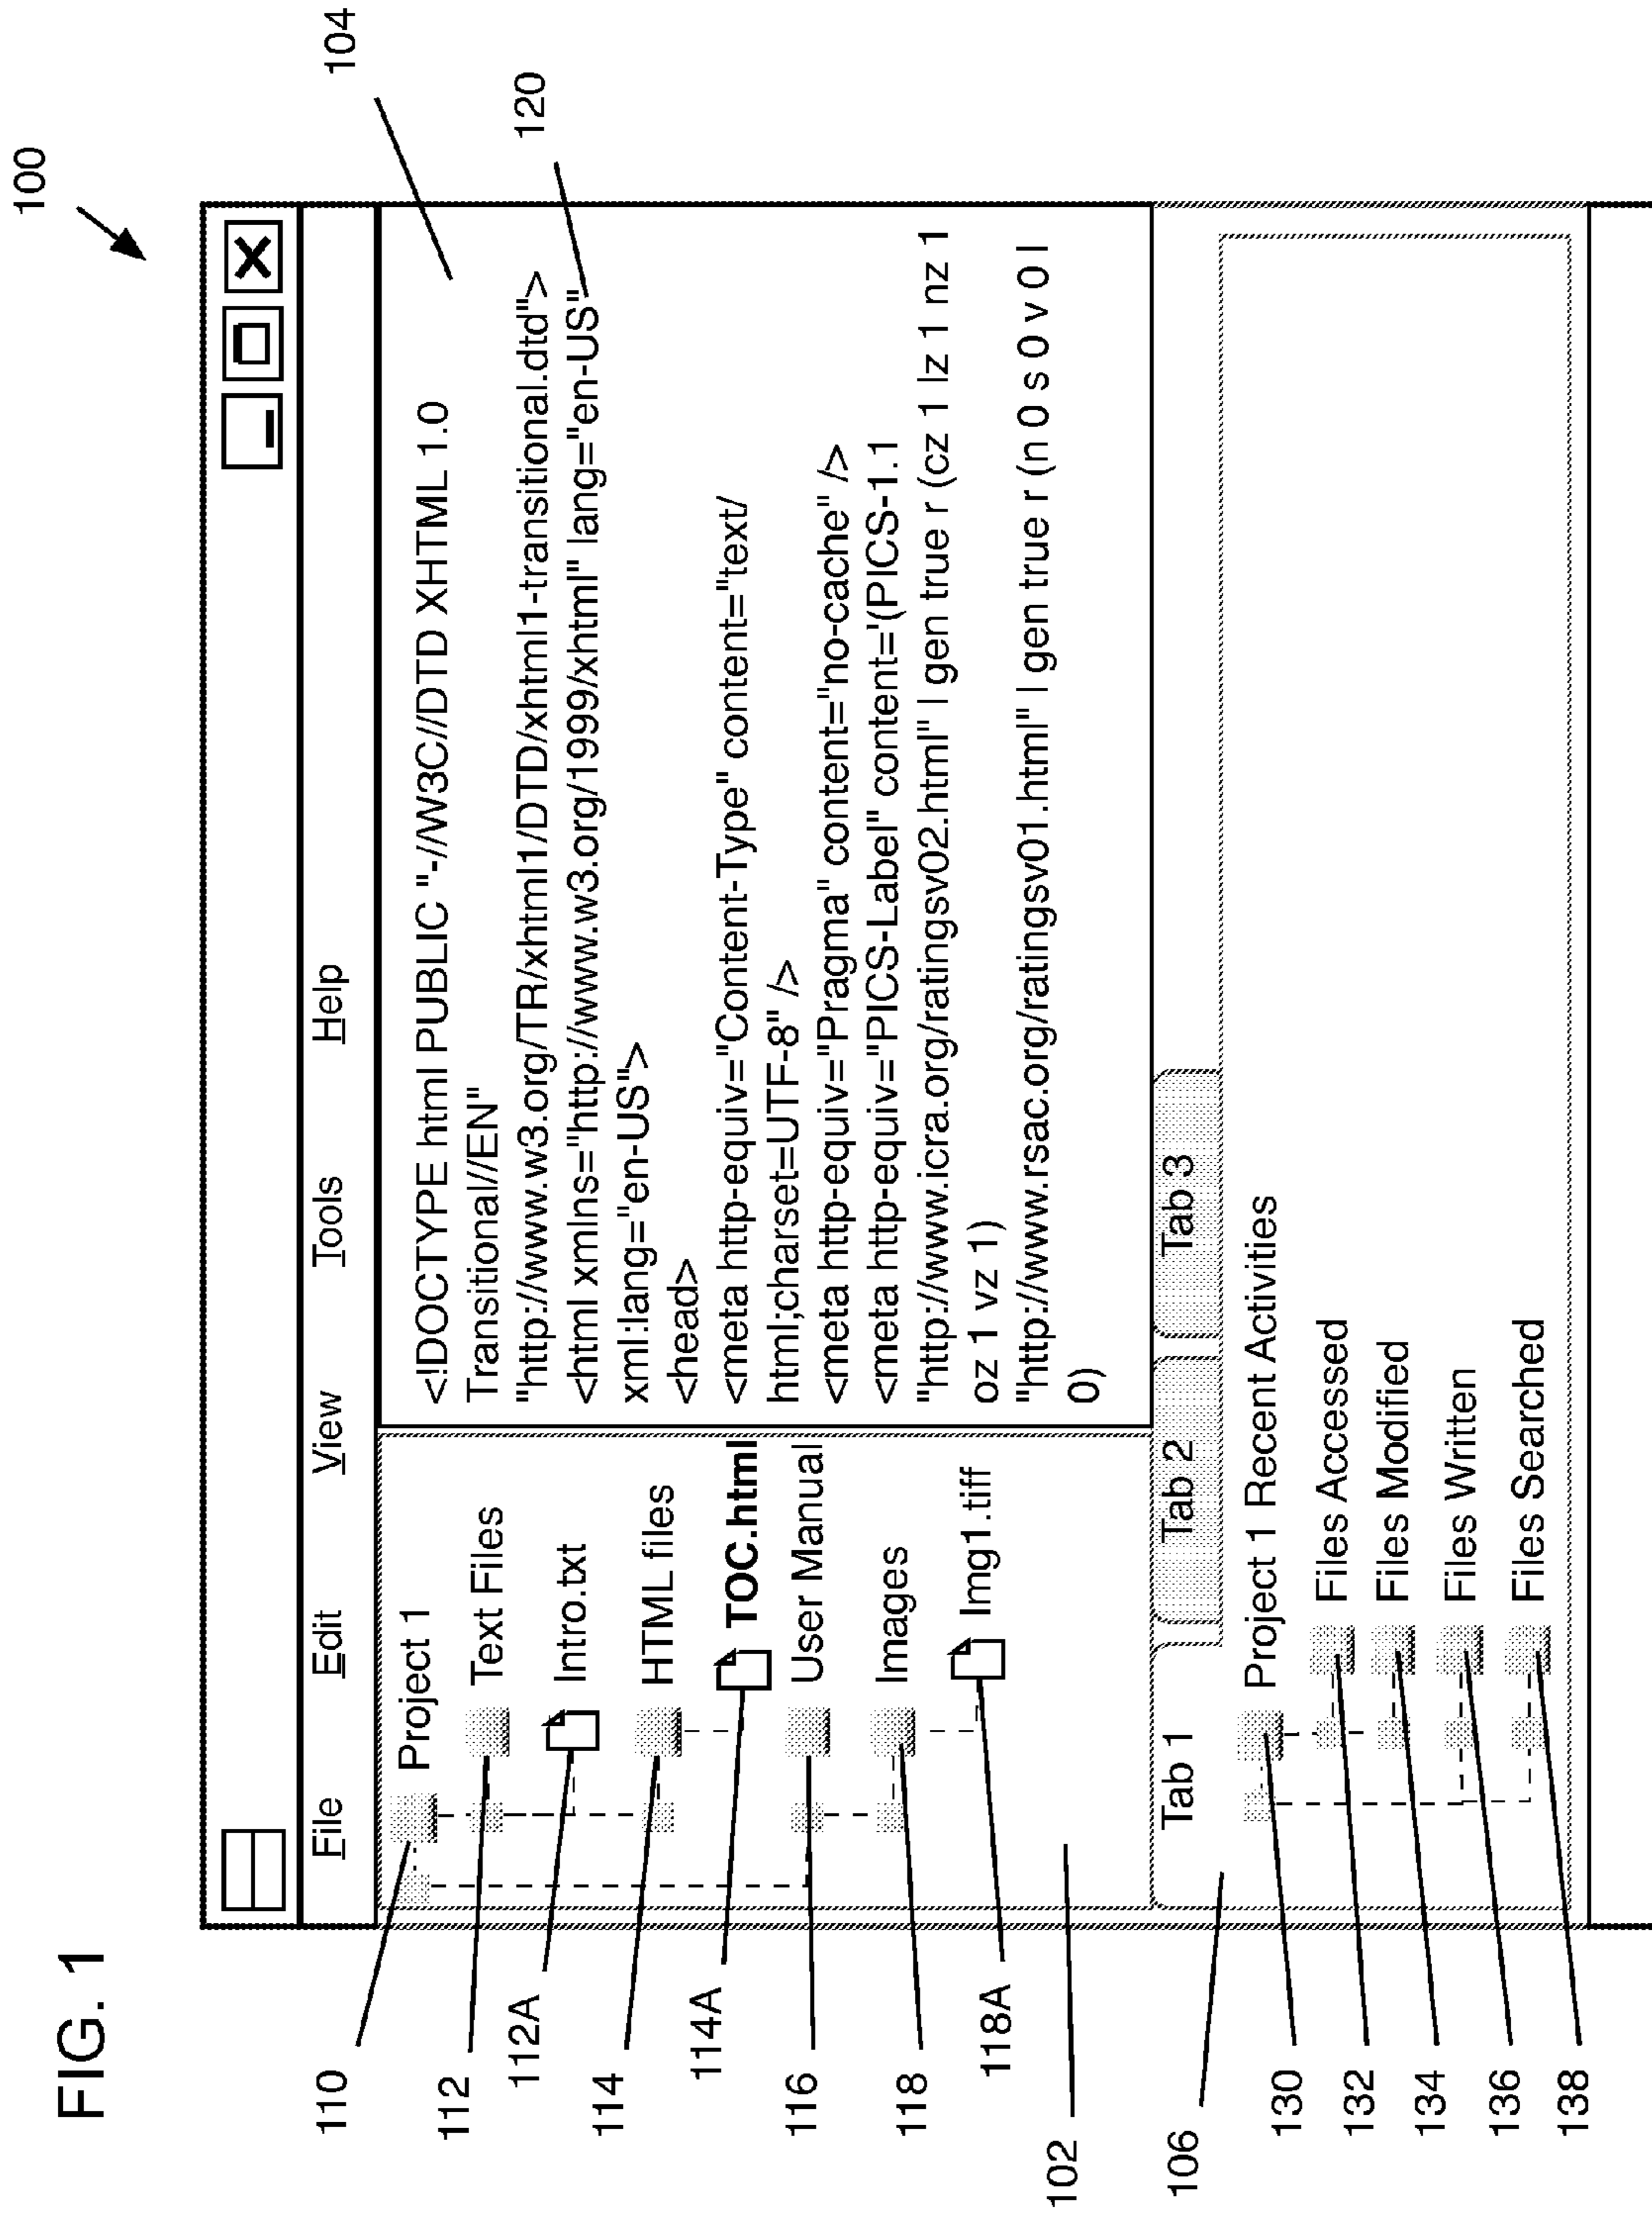 FIG. 1
100
File Edit View Tools Help
104
120
110
Project 1
112
Text Files
112A
Intro.txt
114
HTML files
114A
TOC.html
116
User Manual
118
Images
118A
Img1.tiff
102
<!DOCTYPE html PUBLIC "-//W3C//DTD XHTML 1.0
Transitional//EN"
"http://www.w3.org/TR/xhtml1/DTD/xhtml1-transitional.dtd">
<html xmlns="http://www.w3.org/1999/xhtml" lang="en-US"
xml:lang="en-US">
<head>
<meta http-equiv="Content-Type" content="text/
html;charset=UTF-8" />
<meta http-equiv="Pragma" content="no-cache" />
<meta http-equiv="PICS-Label" content='(PICS-1.1
"http://www.icra.org/ratingsv02.html" l gen true r (cz 1 lz 1 nz 1
oz 1 vz 1)
"http://www.rsac.org/ratingsv01.html" l gen true r (n 0 s 0 v 0 l
0)
106
Tab 1 Tab 2 Tab 3
130
Project 1 Recent Activities
132
Files Accessed
134
Files Modified
136
Files Written
138
Files Searched